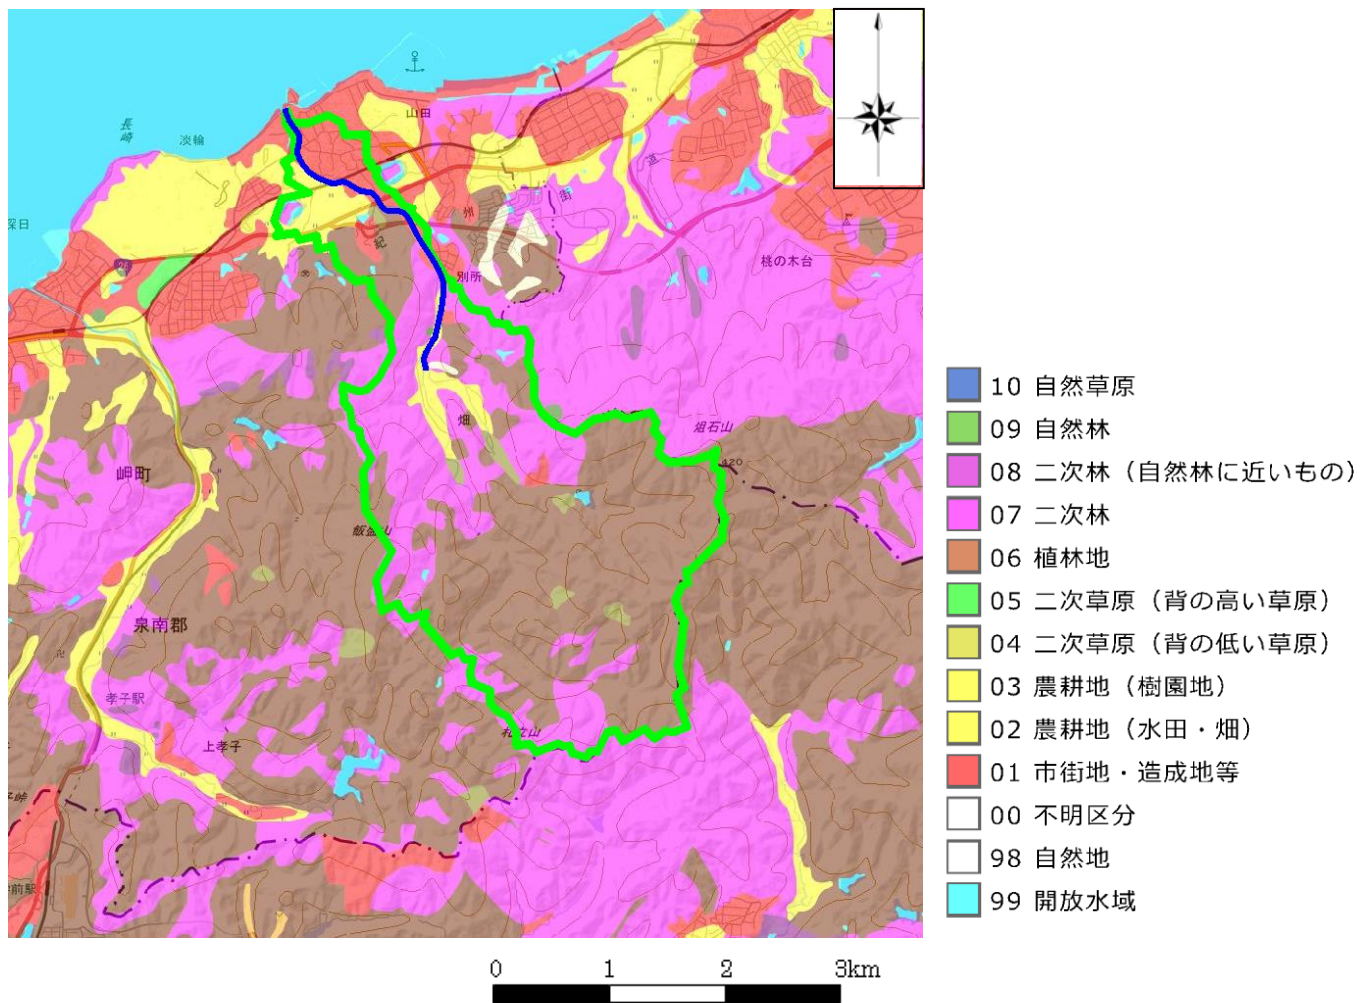 山田
長崎
淡輪
深日
道
街
州
紀
26
別所
桃の木台
畑
俎石山
420
岬町
飯盛山
泉南郡
孝子駅
上孝子
札立山
10 自然草原
09 自然林
08 二次林（自然林に近いもの）
07 二次林
06 植林地
05 二次草原（背の高い草原）
04 二次草原（背の低い草原）
03 農耕地（樹園地）
02 農耕地（水田・畑）
01 市街地・造成地等
00 不明区分
98 自然地
99 開放水域
0 1 2 3km